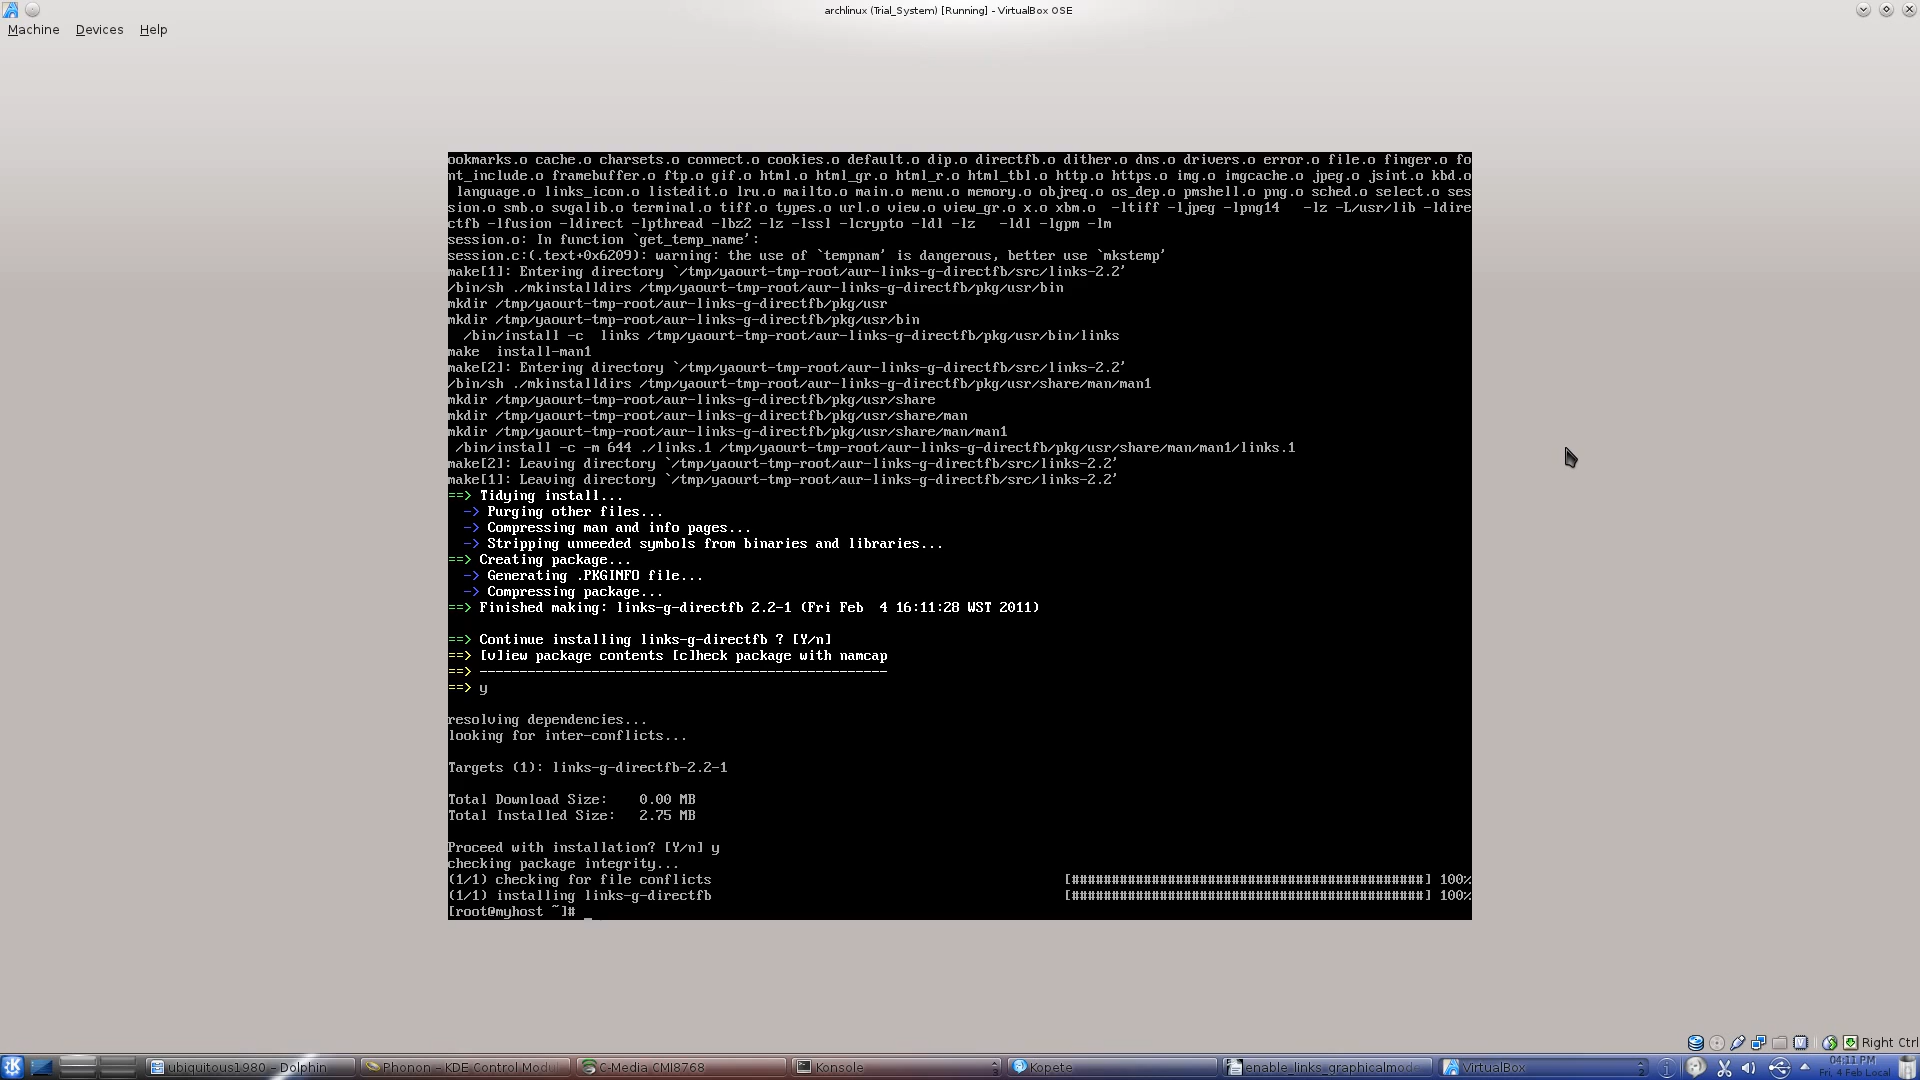 archlinux (Trial_System) [Running] - VirtualBox OSE
Machine Devices Help
ookmarks.o cache.o charsets.o connect.o cookies.o default.o dip.o directfb.o dither.o dns.o drivers.o error.o file.o finger.o fo
nt_include.o framebuffer.o ftp.o gif.o html.o html_gr.o html_r.o html_tbl.o http.o https.o img.o imgcache.o jpeg.o jsint.o kbd.o
language.o links_icon.o listedit.o lru.o mailto.o main.o menu.o memory.o objreq.o os_dep.o pmshell.o png.o sched.o select.o ses
sion.o smb.o svgalib.o terminal.o tiff.o types.o url.o view.o view_gr.o x.o xbm.o -ltiff -ljpeg -lpng14 -lz -L/usr/lib -ldire
ctfb -lfusion -ldirect -lpthread -lbz2 -lz -lssl -lcrypto -ldl -lz -ldl -lgpm -lm
session.o: In function `get_temp_name':
session.c:(.text+0x6209): warning: the use of `tempnam' is dangerous, better use `mkstemp'
make[1]: Entering directory `/tmp/yaourt-tmp-root/aur-links-g-directfb/src/links-2.2'
/bin/sh ./mkinstalldirs /tmp/yaourt-tmp-root/aur-links-g-directfb/pkg/usr/bin
mkdir /tmp/yaourt-tmp-root/aur-links-g-directfb/pkg/usr
mkdir /tmp/yaourt-tmp-root/aur-links-g-directfb/pkg/usr/bin
/bin/install -c links /tmp/yaourt-tmp-root/aur-links-g-directfb/pkg/usr/bin/links
make install-man1
make[2]: Entering directory `/tmp/yaourt-tmp-root/aur-links-g-directfb/src/links-2.2'
/bin/sh ./mkinstalldirs /tmp/yaourt-tmp-root/aur-links-g-directfb/pkg/usr/share/man/man1
mkdir /tmp/yaourt-tmp-root/aur-links-g-directfb/pkg/usr/share
mkdir /tmp/yaourt-tmp-root/aur-links-g-directfb/pkg/usr/share/man
mkdir /tmp/yaourt-tmp-root/aur-links-g-directfb/pkg/usr/share/man/man1
/bin/install -c -m 644 ./links.1 /tmp/yaourt-tmp-root/aur-links-g-directfb/pkg/usr/share/man/man1/links.1
make[2]: Leaving directory `/tmp/yaourt-tmp-root/aur-links-g-directfb/src/links-2.2'
make[1]: Leaving directory `/tmp/yaourt-tmp-root/aur-links-g-directfb/src/links-2.2'
==> Tidying install...
-> Purging other files...
-> Compressing man and info pages...
-> Stripping unneeded symbols from binaries and libraries...
==> Creating package...
-> Generating .PKGINFO file...
-> Compressing package...
==> Finished making: links-g-directfb 2.2-1 (Fri Feb  4 16:11:28 WST 2011)
==> Continue installing links-g-directfb ? [Y/n]
==> [v]iew package contents [c]heck package with namcap
==> ---------------------------------------------------
==> y
resolving dependencies...
looking for inter-conflicts...
Targets (1): links-g-directfb-2.2-1
Total Download Size: 0.00 MB
Total Installed Size: 2.75 MB
Proceed with installation? [Y/n] y
checking package integrity...
(1/1) checking for file conflicts [############################################] 100%
(1/1) installing links-g-directfb [############################################] 100%
[root@myhost ~]# _
Right Ctrl
ubiquitous1980 – Dolphin Phonon – KDE Control Modul C-Media CMI8768 Konsole 3 Kopete enable_links_graphicalmode VirtualBox 2 04:11 PM
Fri, 4 Feb Local